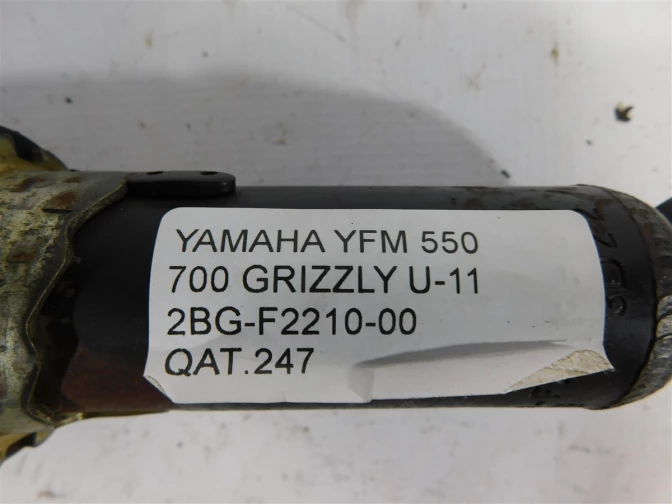 YAMAHA YFM 550
700 GRIZZLY U-11
2BG-F2210-00
QAT.247